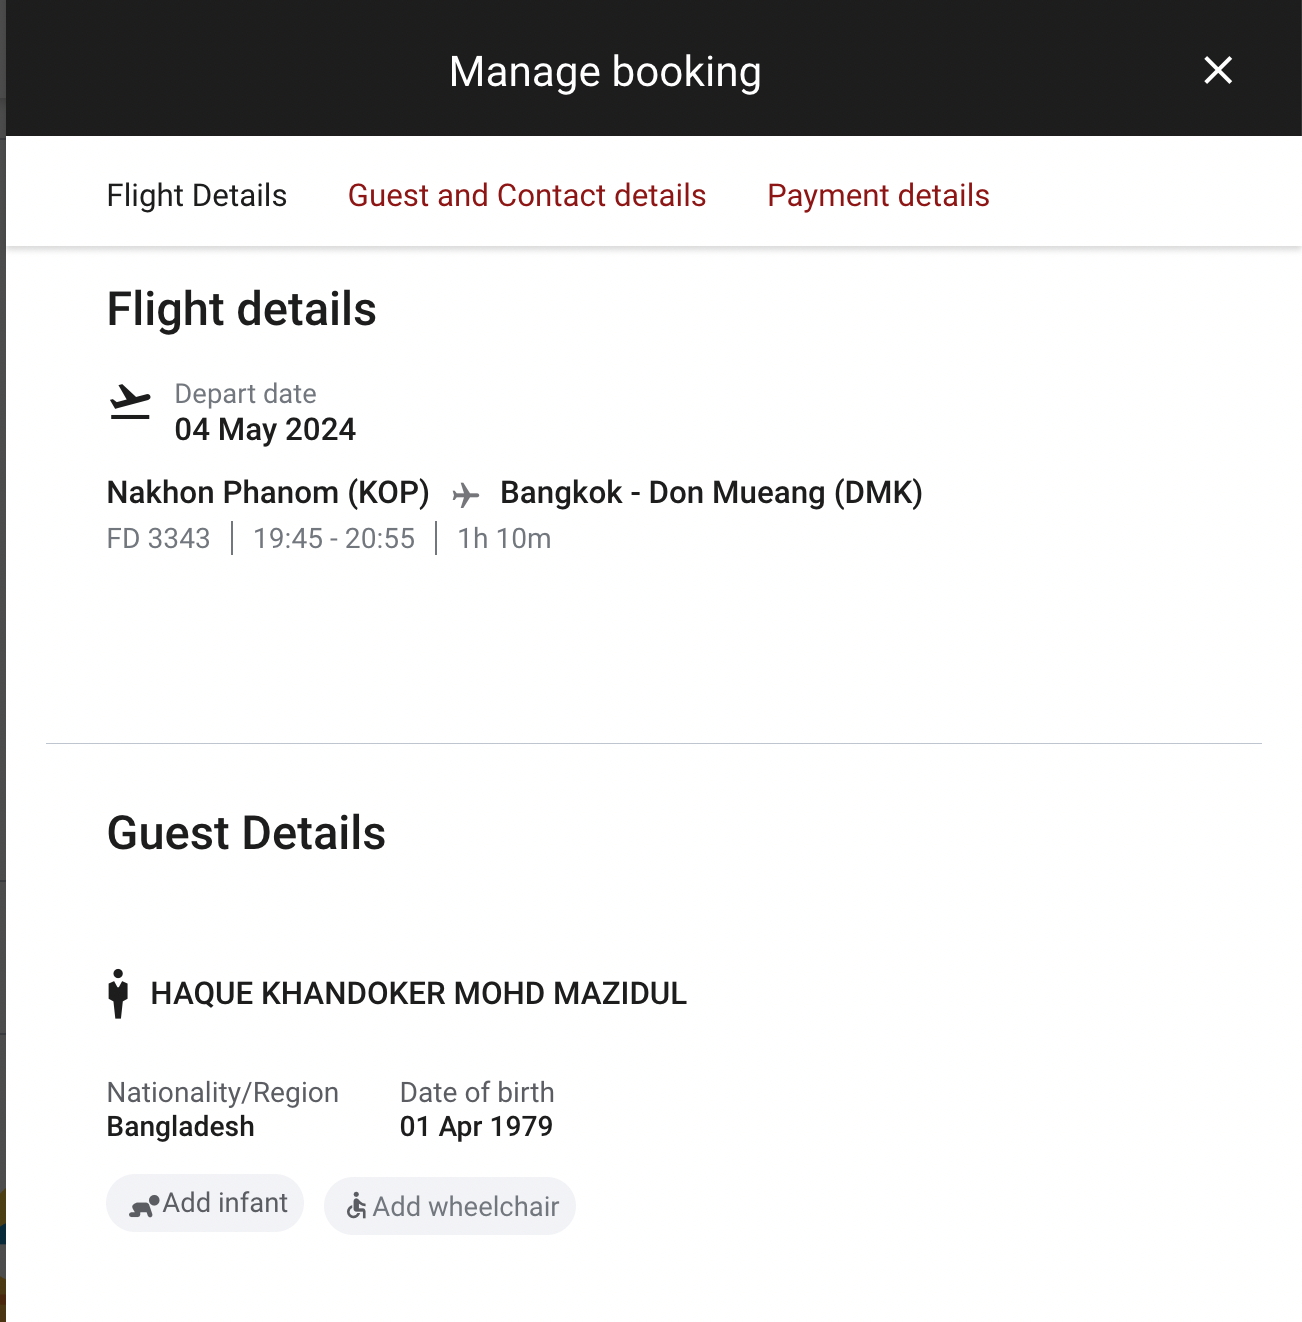 Manage booking
Flight Details Guest and Contact details Payment details
Flight details
Depart date
04 May 2024
Nakhon Phanom (KOP) Bangkok - Don Mueang (DMK)
FD 3343 | 19:45 - 20:55 | 1h 10m
Guest Details
HAQUE KHANDOKER MOHD MAZIDUL
Nationality/Region Date of birth
Bangladesh 01 Apr 1979
Add infant Add wheelchair